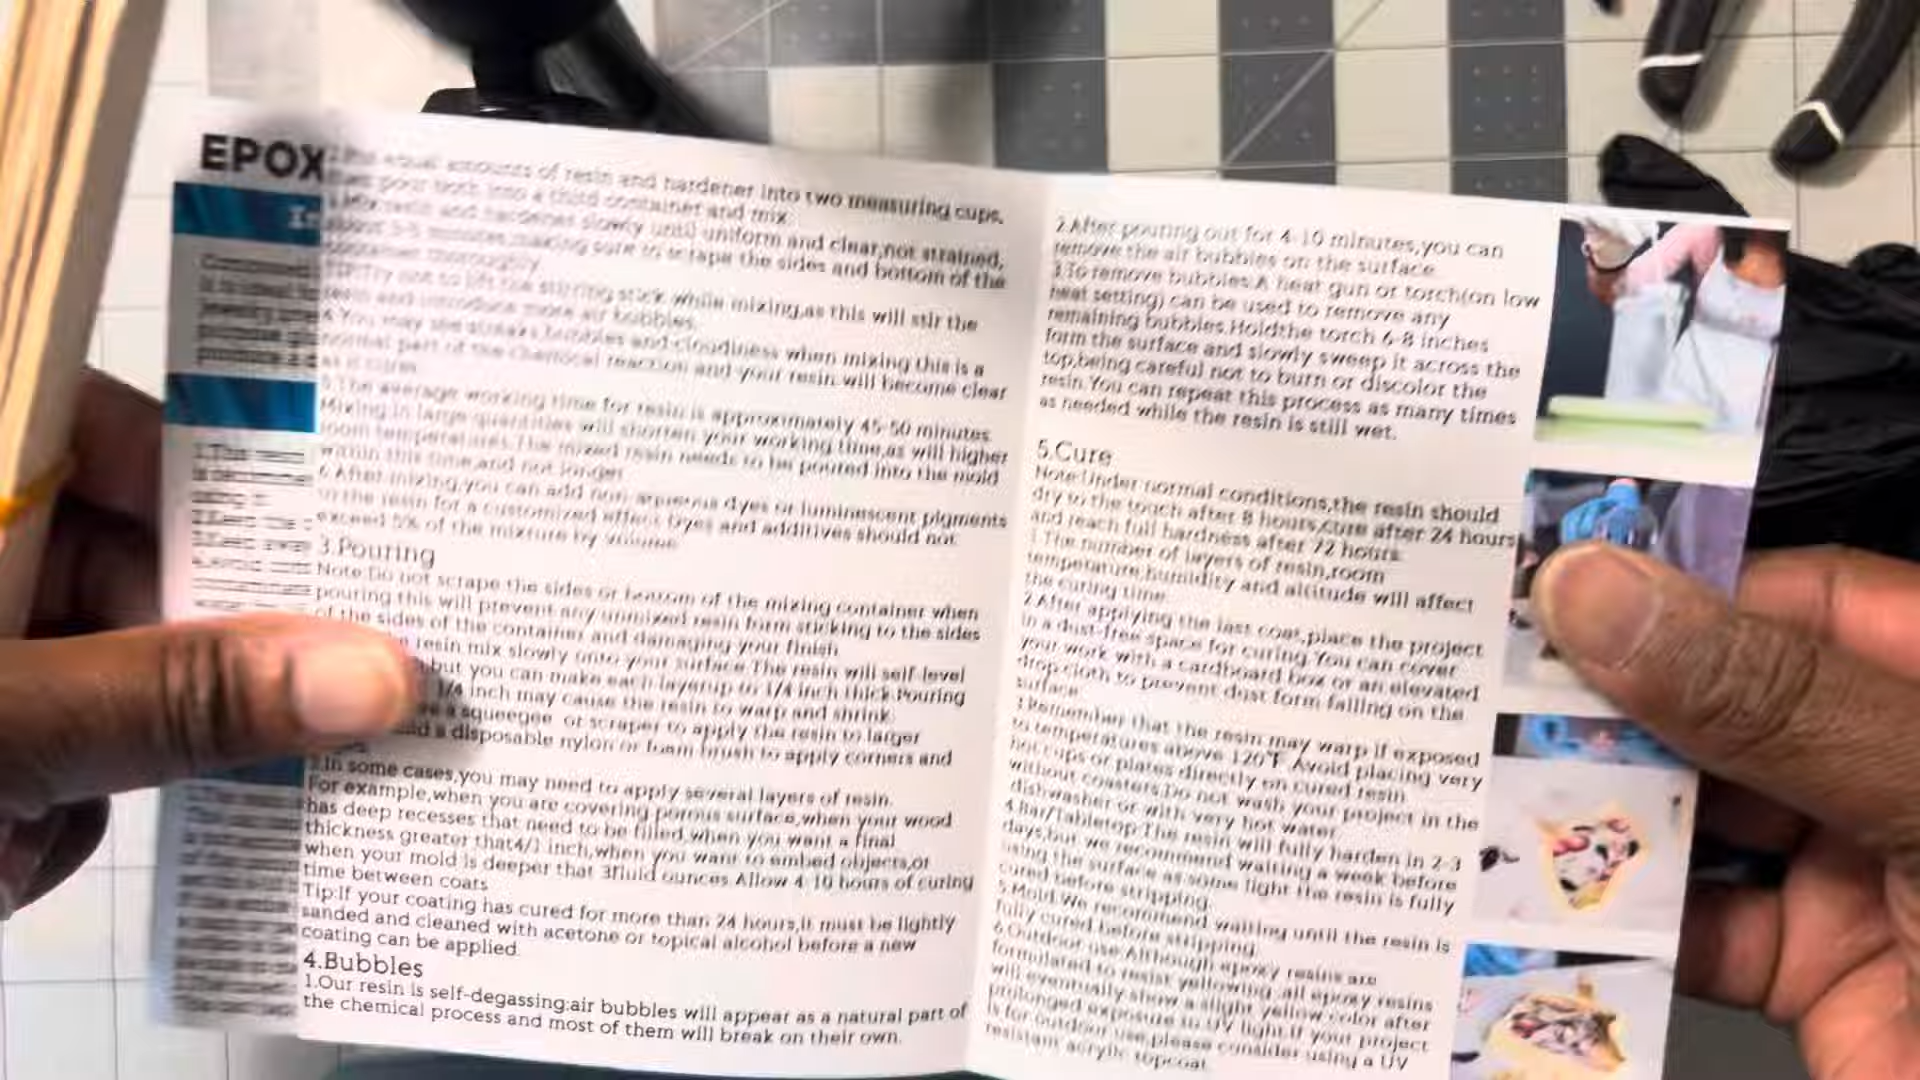 EPOX
equal amounts of resin and hardener into two measuring cups,
pour both into a third container and mix.
resin and hardener slowly until uniform and clear,not strained,
about 3-5 minutes,making sure to scrape the sides and bottom of the
container thoroughly.
Try not to lift the stirring stick while mixing,as this will stir the
resin and introduce more air bubbles.
4.You may see streaks bubbles and cloudiness when mixing this is a
normal part of the chemical reaction and your resin will become clear
as it cures.
5.The average working time for resin is approximately 45-50 minutes.
Mixing in large quantities will shorten your working time,as will higher
room temperatures.The mixed resin needs to be poured into the mold
within this time,and not longer.
6.After mixing,you can add non-aqueous dyes or luminescent pigments
to the resin for a customized effect Dyes and additives should not
exceed 5% of the mixture by volume.
3.Pouring
Note:Do not scrape the sides or bottom of the mixing container when
pouring this will prevent any unmixed resin form sticking to the sides
of the sides of the container and damaging your finish.
resin mix slowly onto your surface.The resin will self-level
but you can make each layerup to 1/4 inch thick.Pouring
1/4 inch may cause the resin to warp and shrink.
a squeegee or scraper to apply the resin to larger
a disposable nylon or foam brush to apply corners and
In some cases,you may need to apply several layers of resin.
For example,when you are covering porous surface,when your wood
has deep recesses that need to be filled,when you want a final
thickness greater that4/1 inch,when you want to embed objects,or
when your mold is deeper that 3fluid ounces.Allow 4-10 hours of curing
time between coats.
Tip:If your coating has cured for more than 24 hours,it must be lightly
sanded and cleaned with acetone or topical alcohol before a new
coating can be applied.
4.Bubbles
1.Our resin is self-degassing:air bubbles will appear as a natural part of
the chemical process and most of them will break on their own.
2.After pouring out for 4-10 minutes,you can
remove the air bubbles on the surface.
3.To remove bubbles.A heat gun or torch(on low
heat setting) can be used to remove any
remaining bubbles.Holdthe torch 6-8 inches
form the surface and slowly sweep it across the
top,being careful not to burn or discolor the
resin.You can repeat this process as many times
as needed while the resin is still wet.
5.Cure
Note:Under normal conditions,the resin should
dry to the touch after 8 hours,cure after 24 hours
and reach full hardness after 72 hours.
1.The number of layers of resin,room
temperature,humidity and altitude will affect
the curing time.
2.After applying the last coat,place the project
in a dust-free space for curing.You can cover
your work with a cardboard box or an elevated
drop cloth to prevent dust form falling on the
surface.
3.Remember that the resin may warp if exposed
to temperatures above 120°F. Avoid placing very
hot cups or plates directly on cured resin
without coasters.Do not wash your project in the
dishwasher or with very hot water.
4.Bar/Tabletop:The resin will fully harden in 2-3
days,but we recommend waiting a week before
using the surface as some light the resin is fully
cured before stripping.
5.Mold:We recommend waiting until the resin is
fully cured before stripping.
6.Outdoor use:Although epoxy resins are
formulated to resist yellowing ,all epoxy resins
will eventually show a slight yellow color after
prolonged exposure to UV light.If your project
is for outdoor use,please consider using a UV
resistant acrylic topcoat.